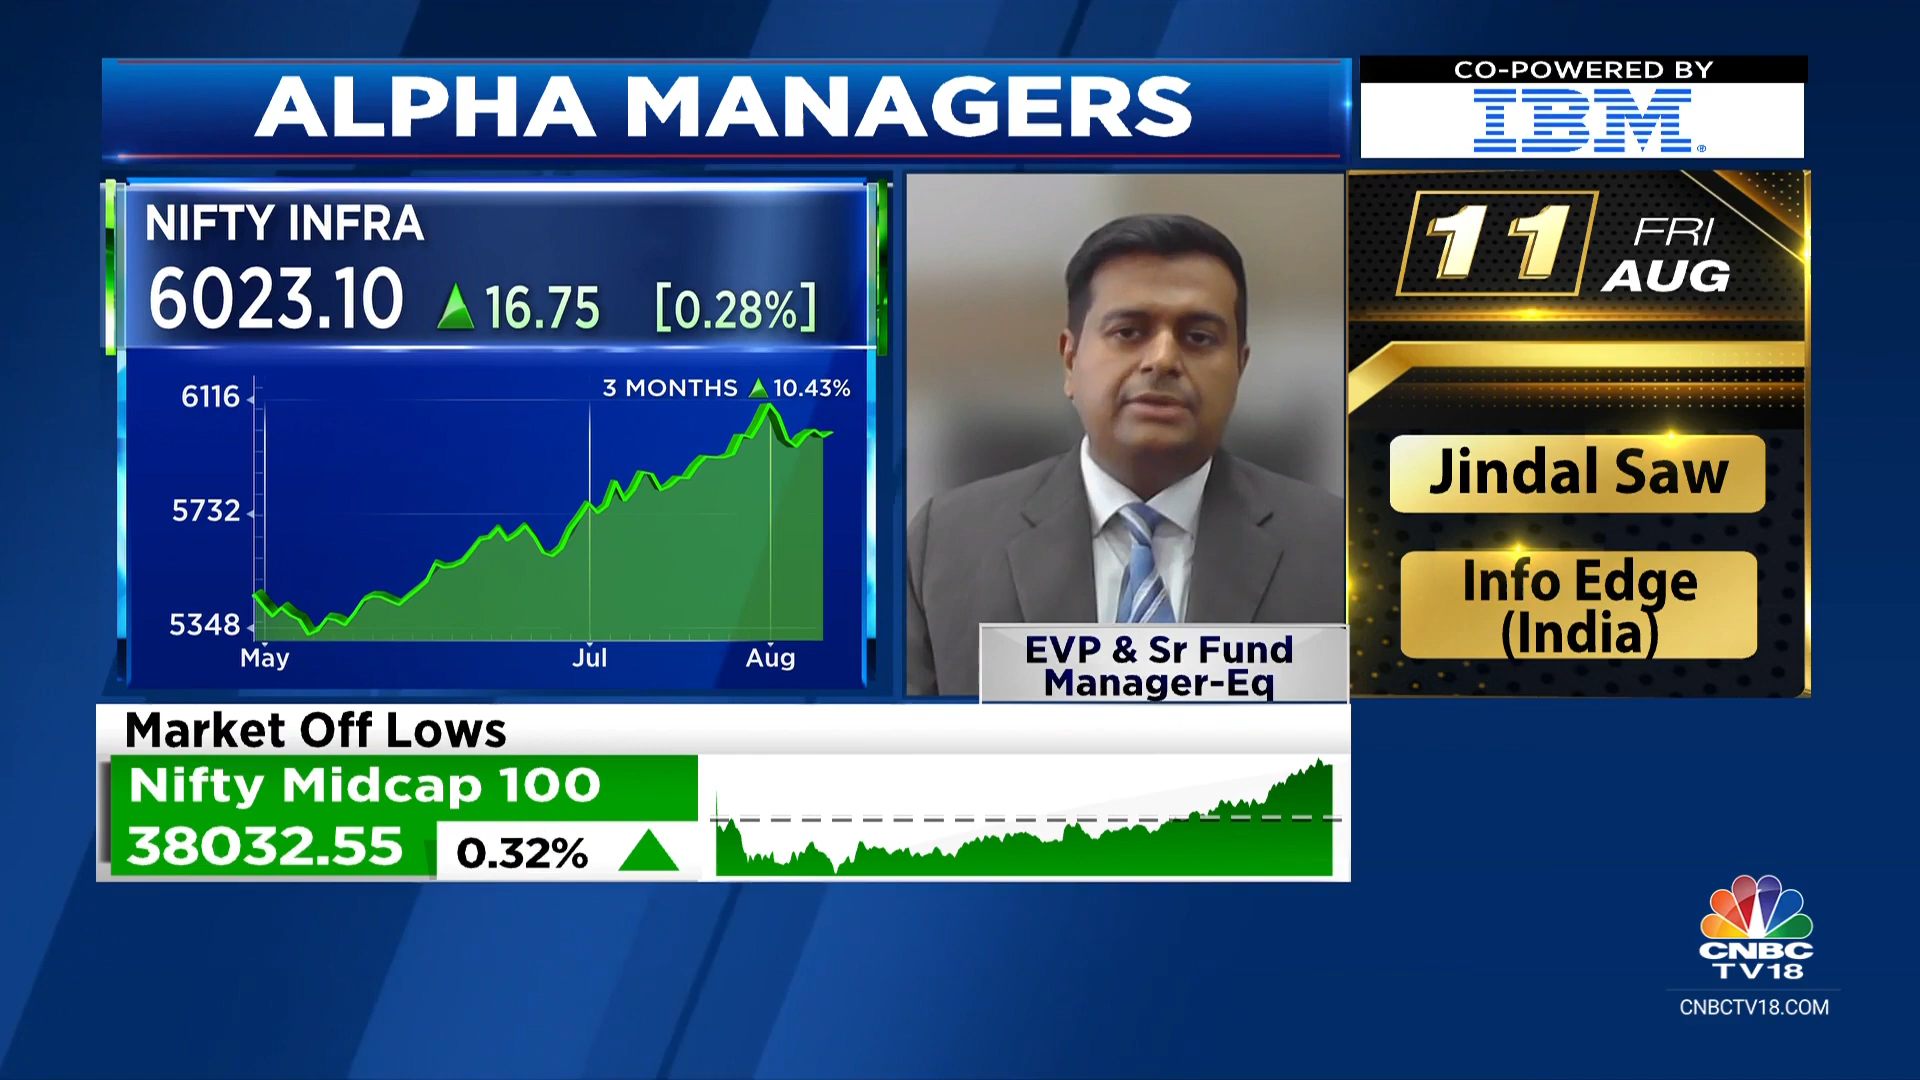 ALPHA MANAGERS
CO-POWERED BY
IBM®
NIFTY INFRA
6023.10 ▲ 16.75 [0.28%]
3 MONTHS ▲ 10.43%
6116
5732
5348
May Jul Aug
EVP & Sr Fund
Manager-Eq
11 FRI
AUG
Jindal Saw
Info Edge
(India)
Market Off Lows
Nifty Midcap 100
38032.55 0.32% ▲
CNBC
TV18
CNBCTV18.COM